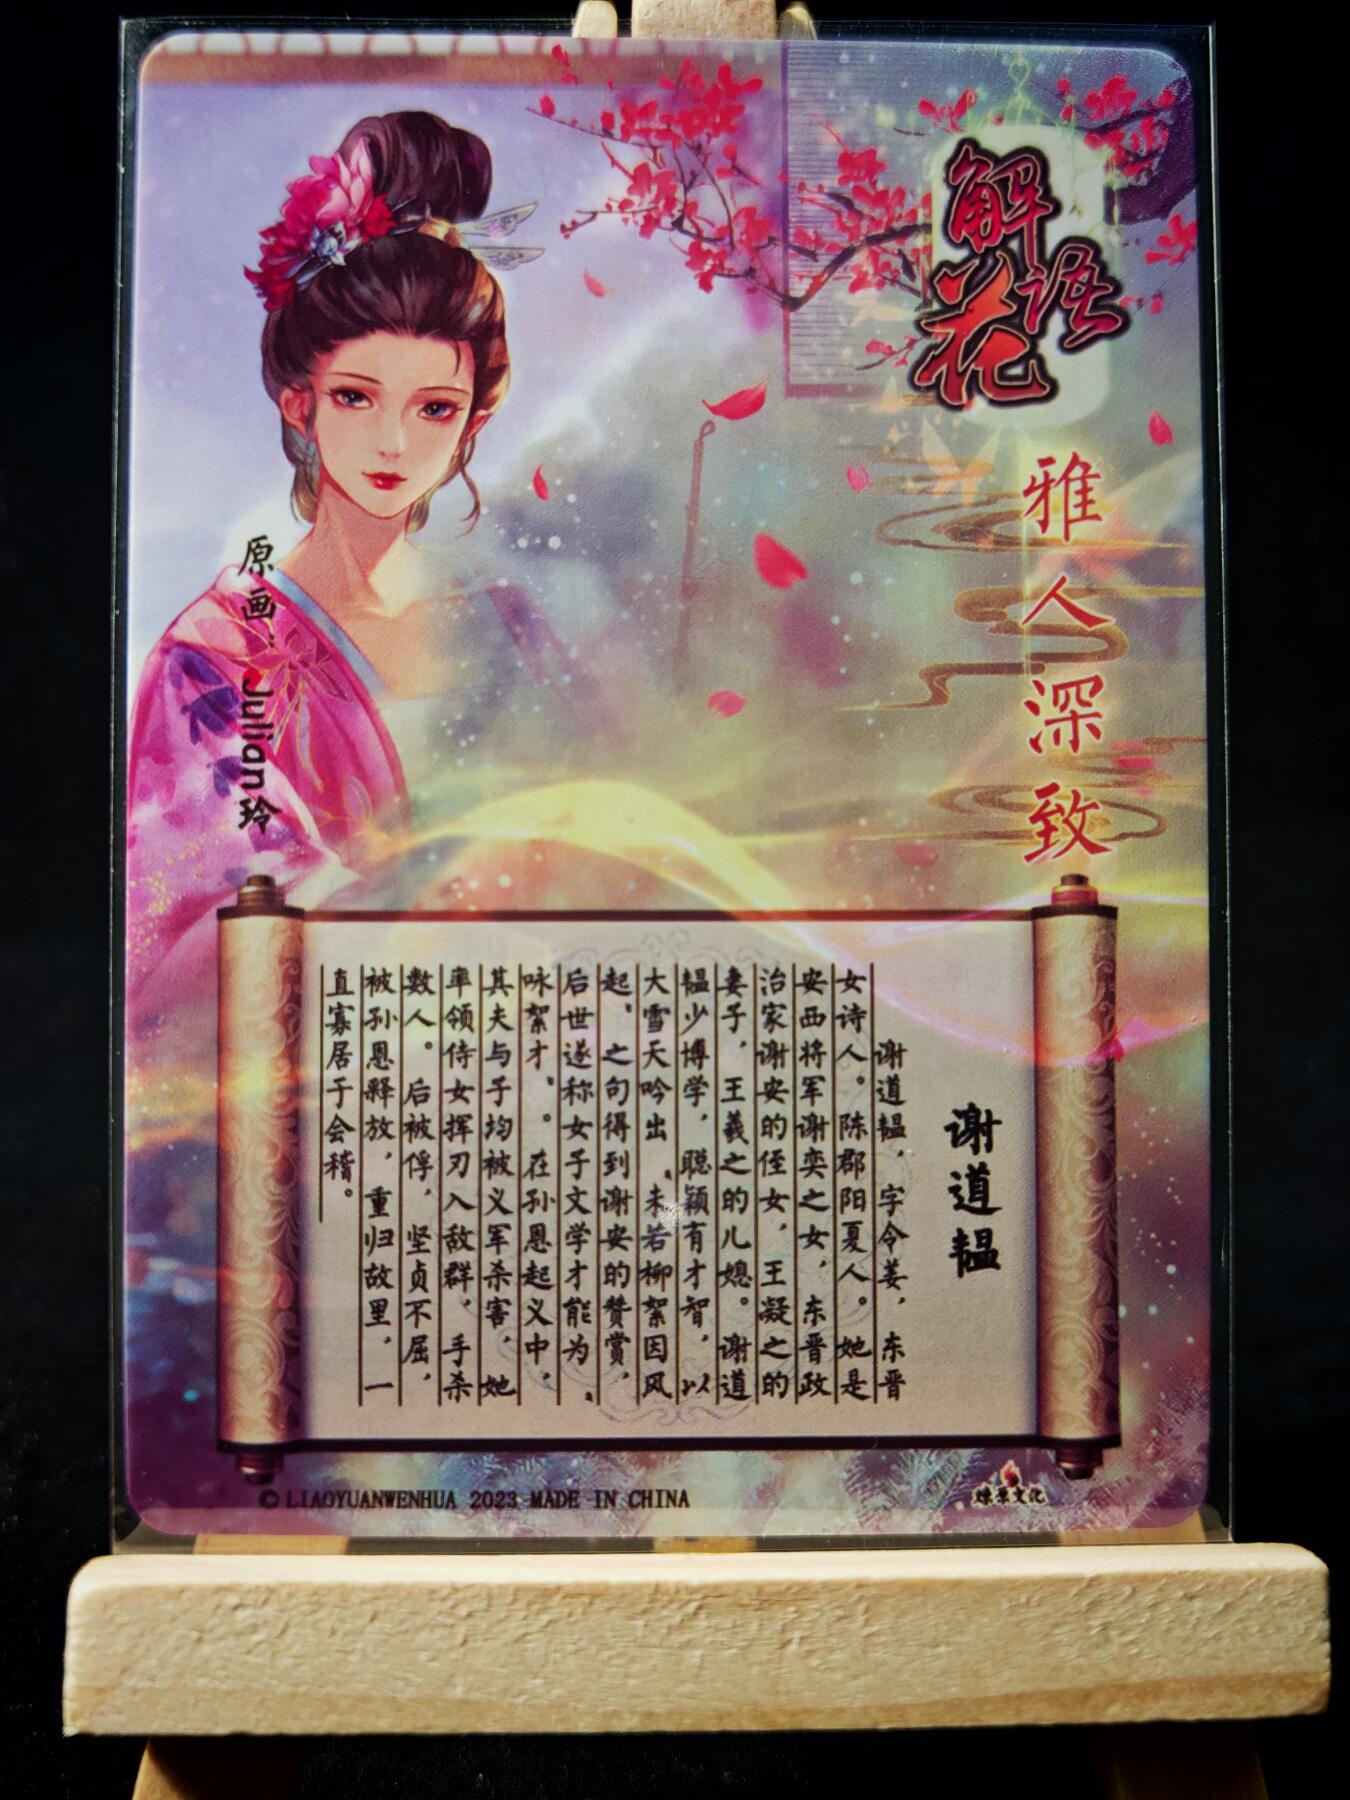 解语花
雅人深致
原画：Julian玲
谢道韫
谢道韫，字令姜，东晋
女诗人。陈郡阳夏人。她是
安西将军谢奕之女，东晋政
治家谢安的侄女，王凝之的
妻子，王羲之的儿媳。谢道
韫少博学，聪颖有才智，以
大雪天吟出、未若柳絮因风
起、之句得到谢安的赞赏，
后世遂称女子文学才能为、
咏絮才、。在孙恩起义中，
其夫与子均被义军杀害，她
率领侍女挥刃入敌群，手杀
数人。后被俘，坚贞不屈，
被孙恩释放，重归故里，一
直寡居于会稽。
© LIAOYUANWENHUA 2023 MADE IN CHINA
燎原文化